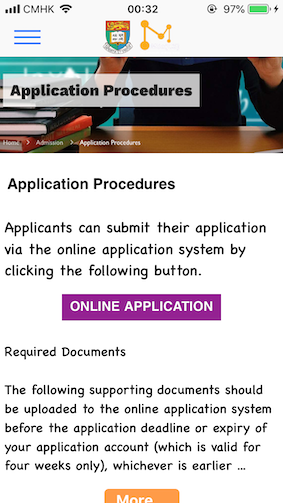 CMHK 00:32 97%
Application Procedures
Home > Admission > Application Procedures
Application Procedures
Applicants can submit their application
via the online application system by
clicking the following button.
ONLINE APPLICATION
Required Documents
The following supporting documents should
be uploaded to the online application system
before the application deadline or expiry of
your application account (which is valid for
four weeks only), whichever is earlier ...
More...